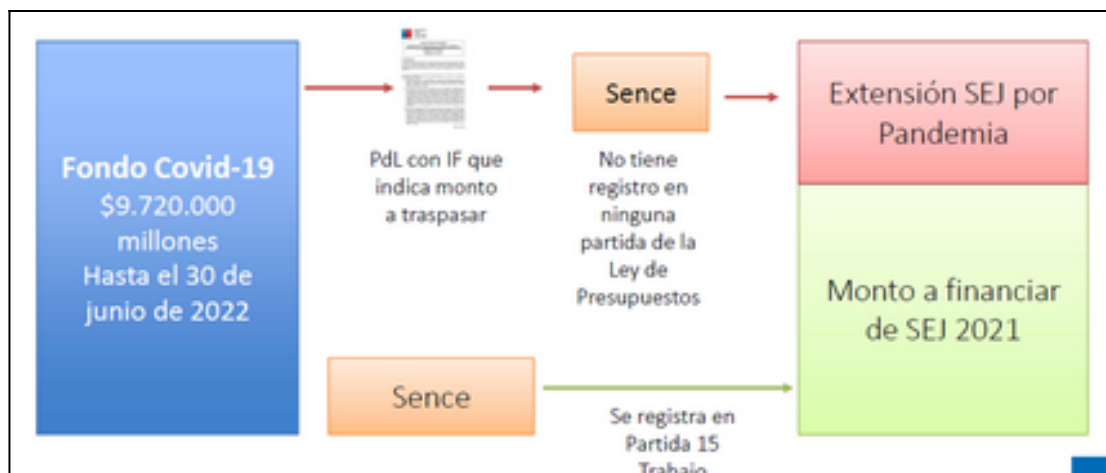 Fondo Covid-19
$9.720.000
millones
Hasta el 30 de
junio de 2022
PdL con IF que
indica monto
a traspasar
Sence
No tiene
registro en
ninguna
partida de la
Ley de
Presupuestos
Extensión SEJ por
Pandemia
Monto a financiar
de SEJ 2021
Sence
Se registra en
Partida 15
Trabajo